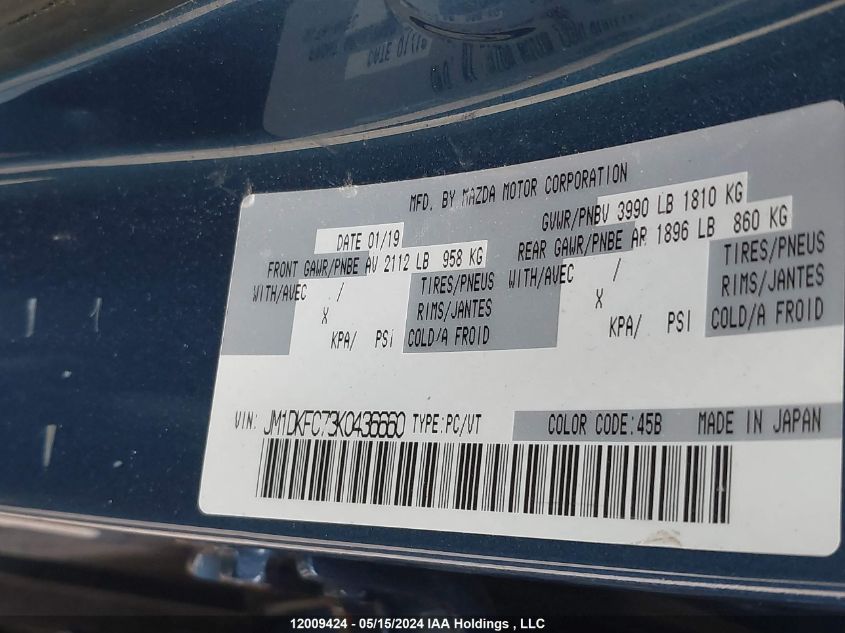 MFD. BY MAZDA MOTOR CORPORATION
DATE 01/19
GVWR/PNBV 3990 LB 1810 KG
FRONT GAWR/PNBE AV 2112 LB 958 KG
REAR GAWR/PNBE AR 1896 LB 860 KG
WITH/AVEC / TIRES/PNEUS
X RIMS/JANTES
KPA/ PSI COLD/A FROID
WITH/AVEC / TIRES/PNEUS
X RIMS/JANTES
KPA/ PSI COLD/A FROID
VIN: JM1DKFC73K0436660 TYPE:PC/VT COLOR CODE:45B MADE IN JAPAN
12009424 - 05/15/2024 IAA Holdings , LLC